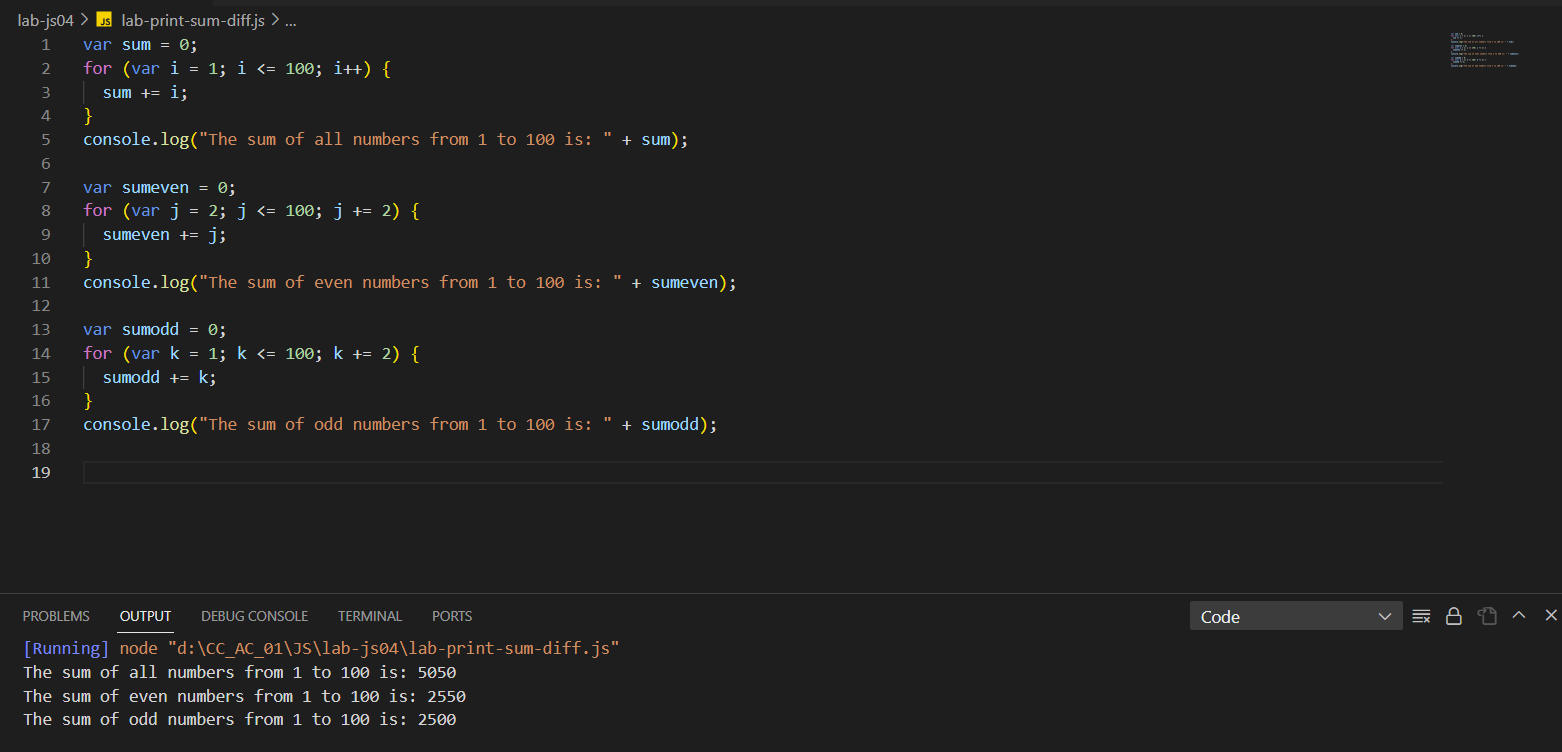 lab-js04 > JS lab-print-sum-diff.js > ...
1 var sum = 0;
2 for (var i = 1; i <= 100; i++) {
3   sum += i;
4 }
5 console.log("The sum of all numbers from 1 to 100 is: " + sum);
6
7 var sumeven = 0;
8 for (var j = 2; j <= 100; j += 2) {
9   sumeven += j;
10 }
11 console.log("The sum of even numbers from 1 to 100 is: " + sumeven);
12
13 var sumodd = 0;
14 for (var k = 1; k <= 100; k += 2) {
15   sumodd += k;
16 }
17 console.log("The sum of odd numbers from 1 to 100 is: " + sumodd);
18
19
PROBLEMS OUTPUT DEBUG CONSOLE TERMINAL PORTS Code
[Running] node "d:\CC_AC_01\JS\lab-js04\lab-print-sum-diff.js"
The sum of all numbers from 1 to 100 is: 5050
The sum of even numbers from 1 to 100 is: 2550
The sum of odd numbers from 1 to 100 is: 2500